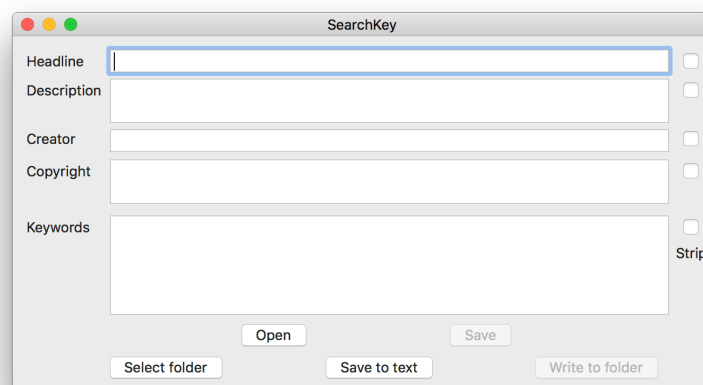 SearchKey
Headline
Description
Creator
Copyright
Keywords
Open Save
Select folder Save to text Write to folder